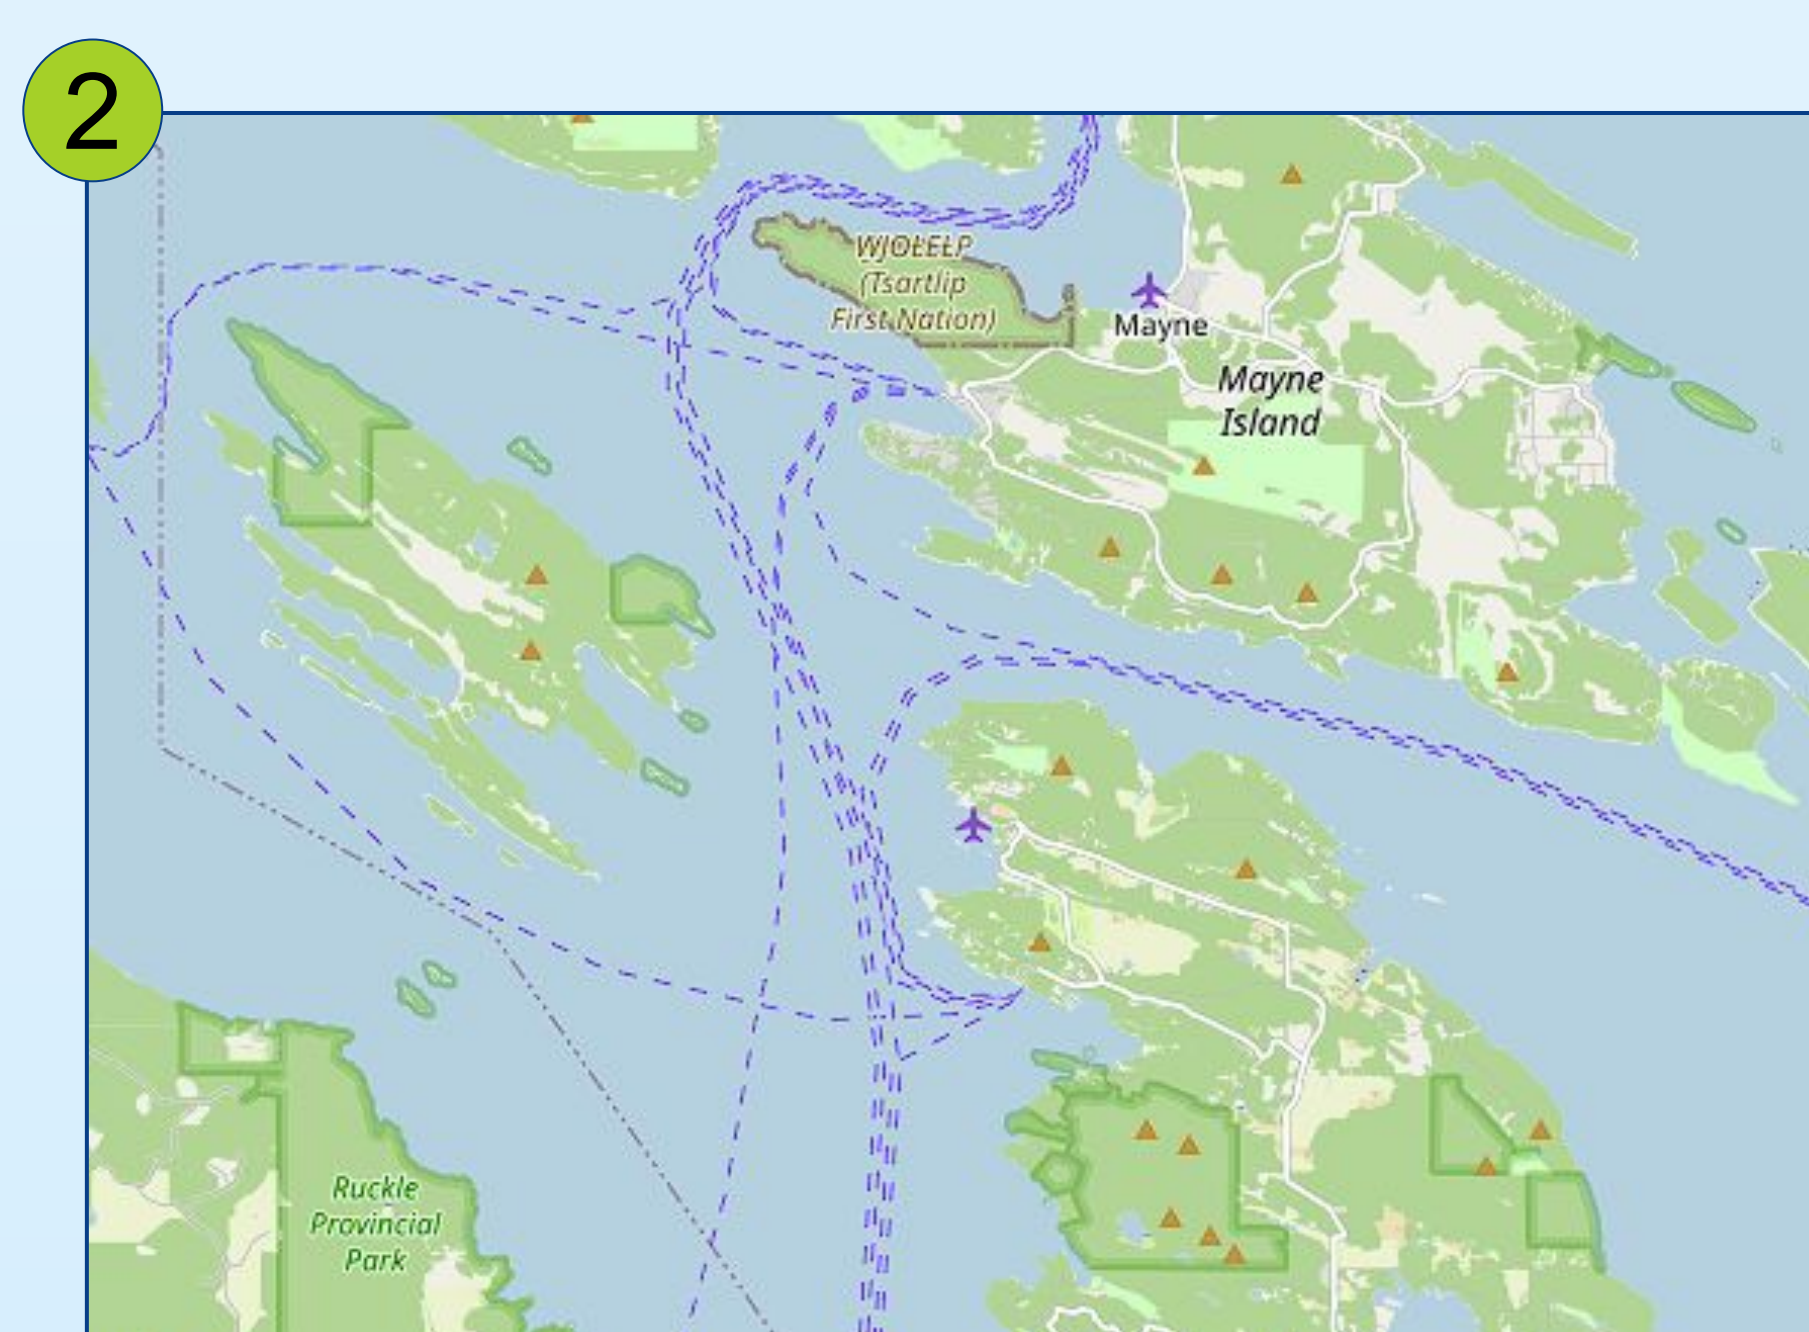 2
W̱JOȽEȽP
(Tsartlip
First Nation)
Mayne
Mayne
Island
Ruckle
Provincial
Park